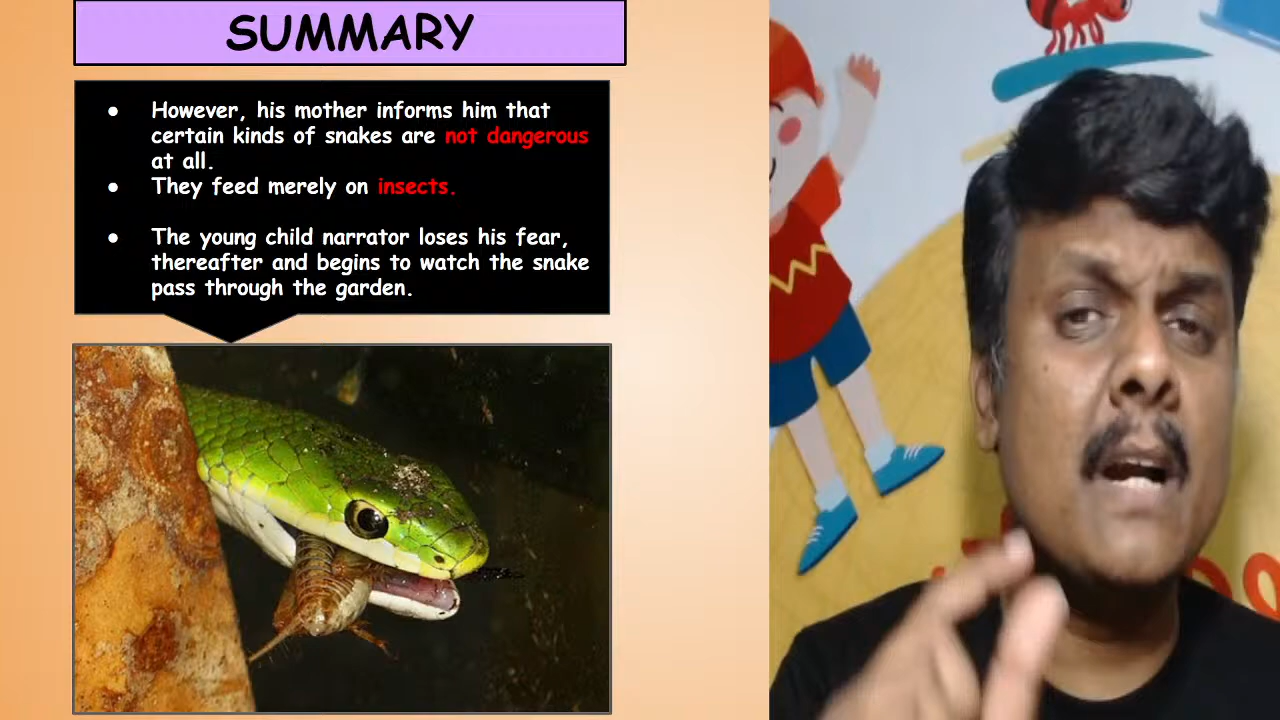 SUMMARY
● However, his mother informs him that
certain kinds of snakes are not dangerous
at all.
● They feed merely on insects.
● The young child narrator loses his fear,
thereafter and begins to watch the snake
pass through the garden.